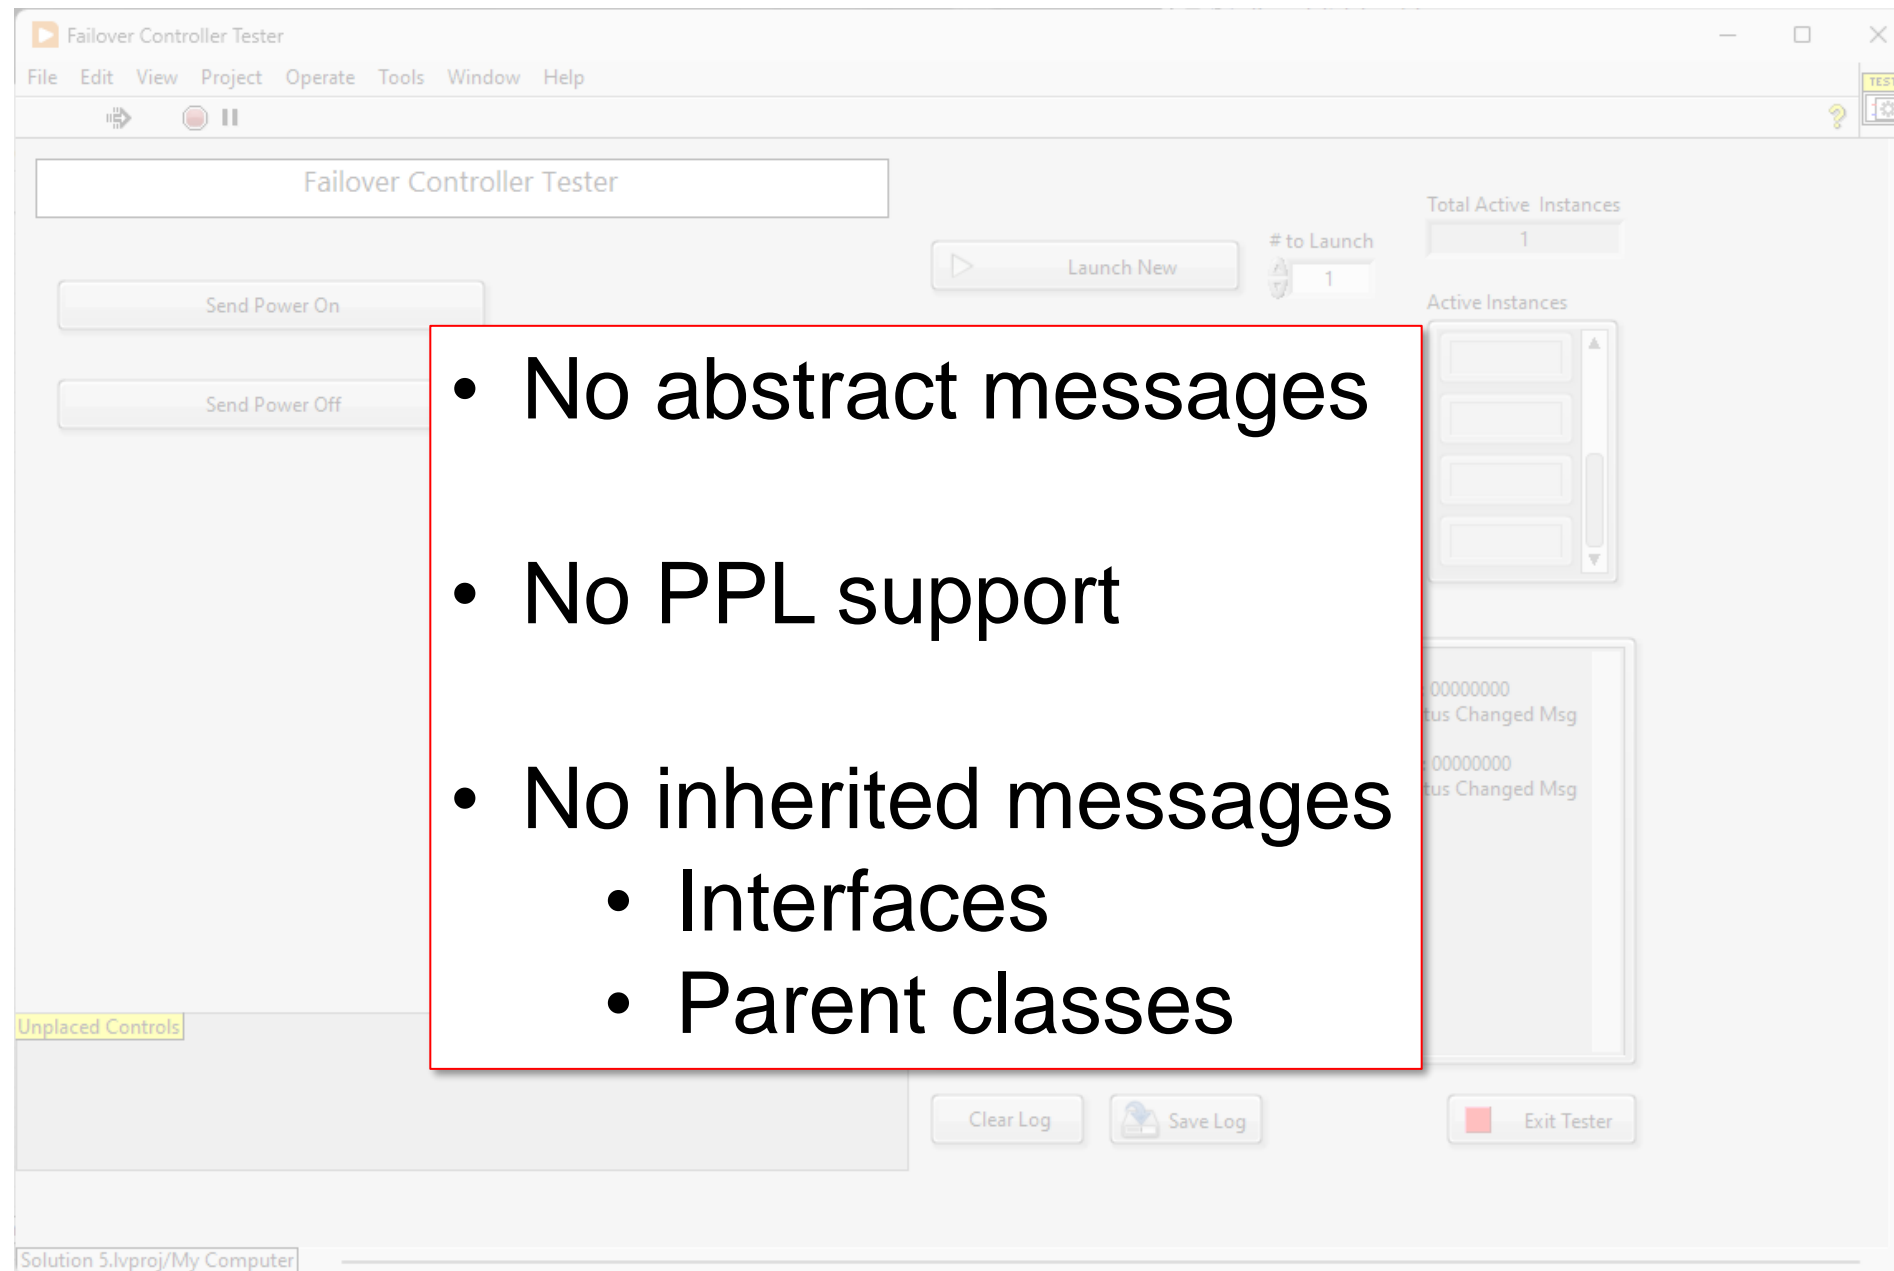 Failover Controller Tester
File Edit View Project Operate Tools Window Help
TEST
Failover Controller Tester
Total Active Instances
1
# to Launch
Launch New
1
Send Power On
Active Instances
Send Power Off
• No abstract messages
• No PPL support
• No inherited messages
• Interfaces
• Parent classes
: 00000000
tus Changed Msg
: 00000000
tus Changed Msg
Unplaced Controls
Clear Log
Save Log
Exit Tester
Solution 5.lvproj/My Computer